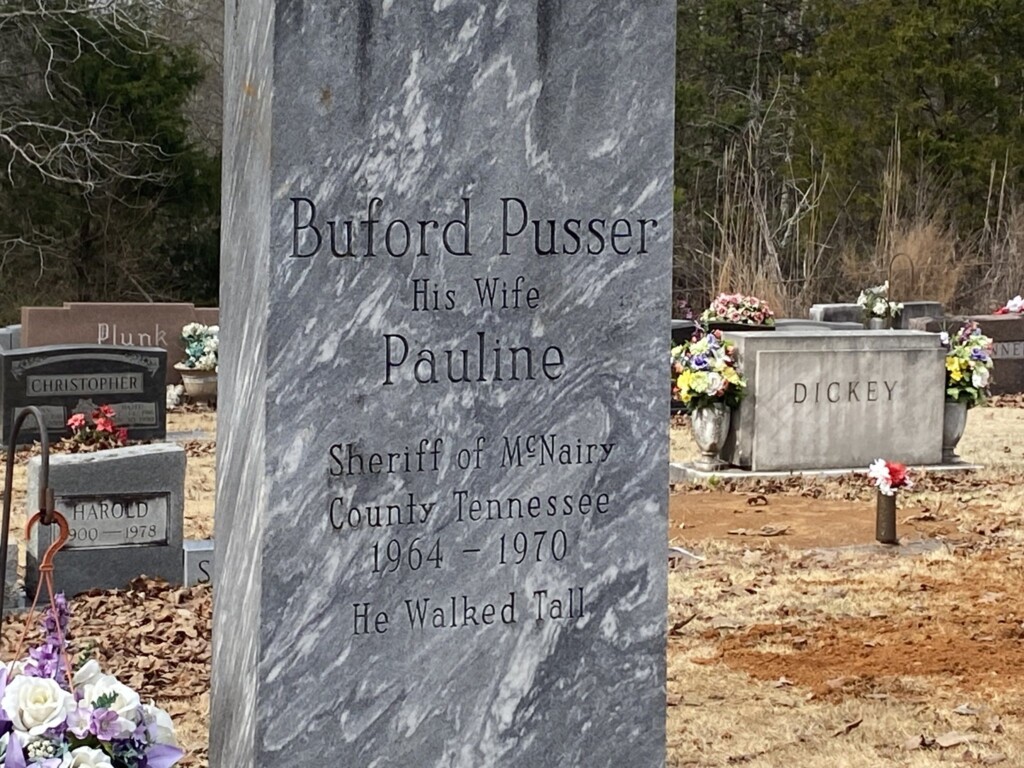 Buford Pusser
His Wife
Pauline
Sheriff of McNairy
County Tennessee
1964 – 1970
He Walked Tall
Plunk
CHRISTOPHER
HAROLD
900 — 1978
S
DICKEY